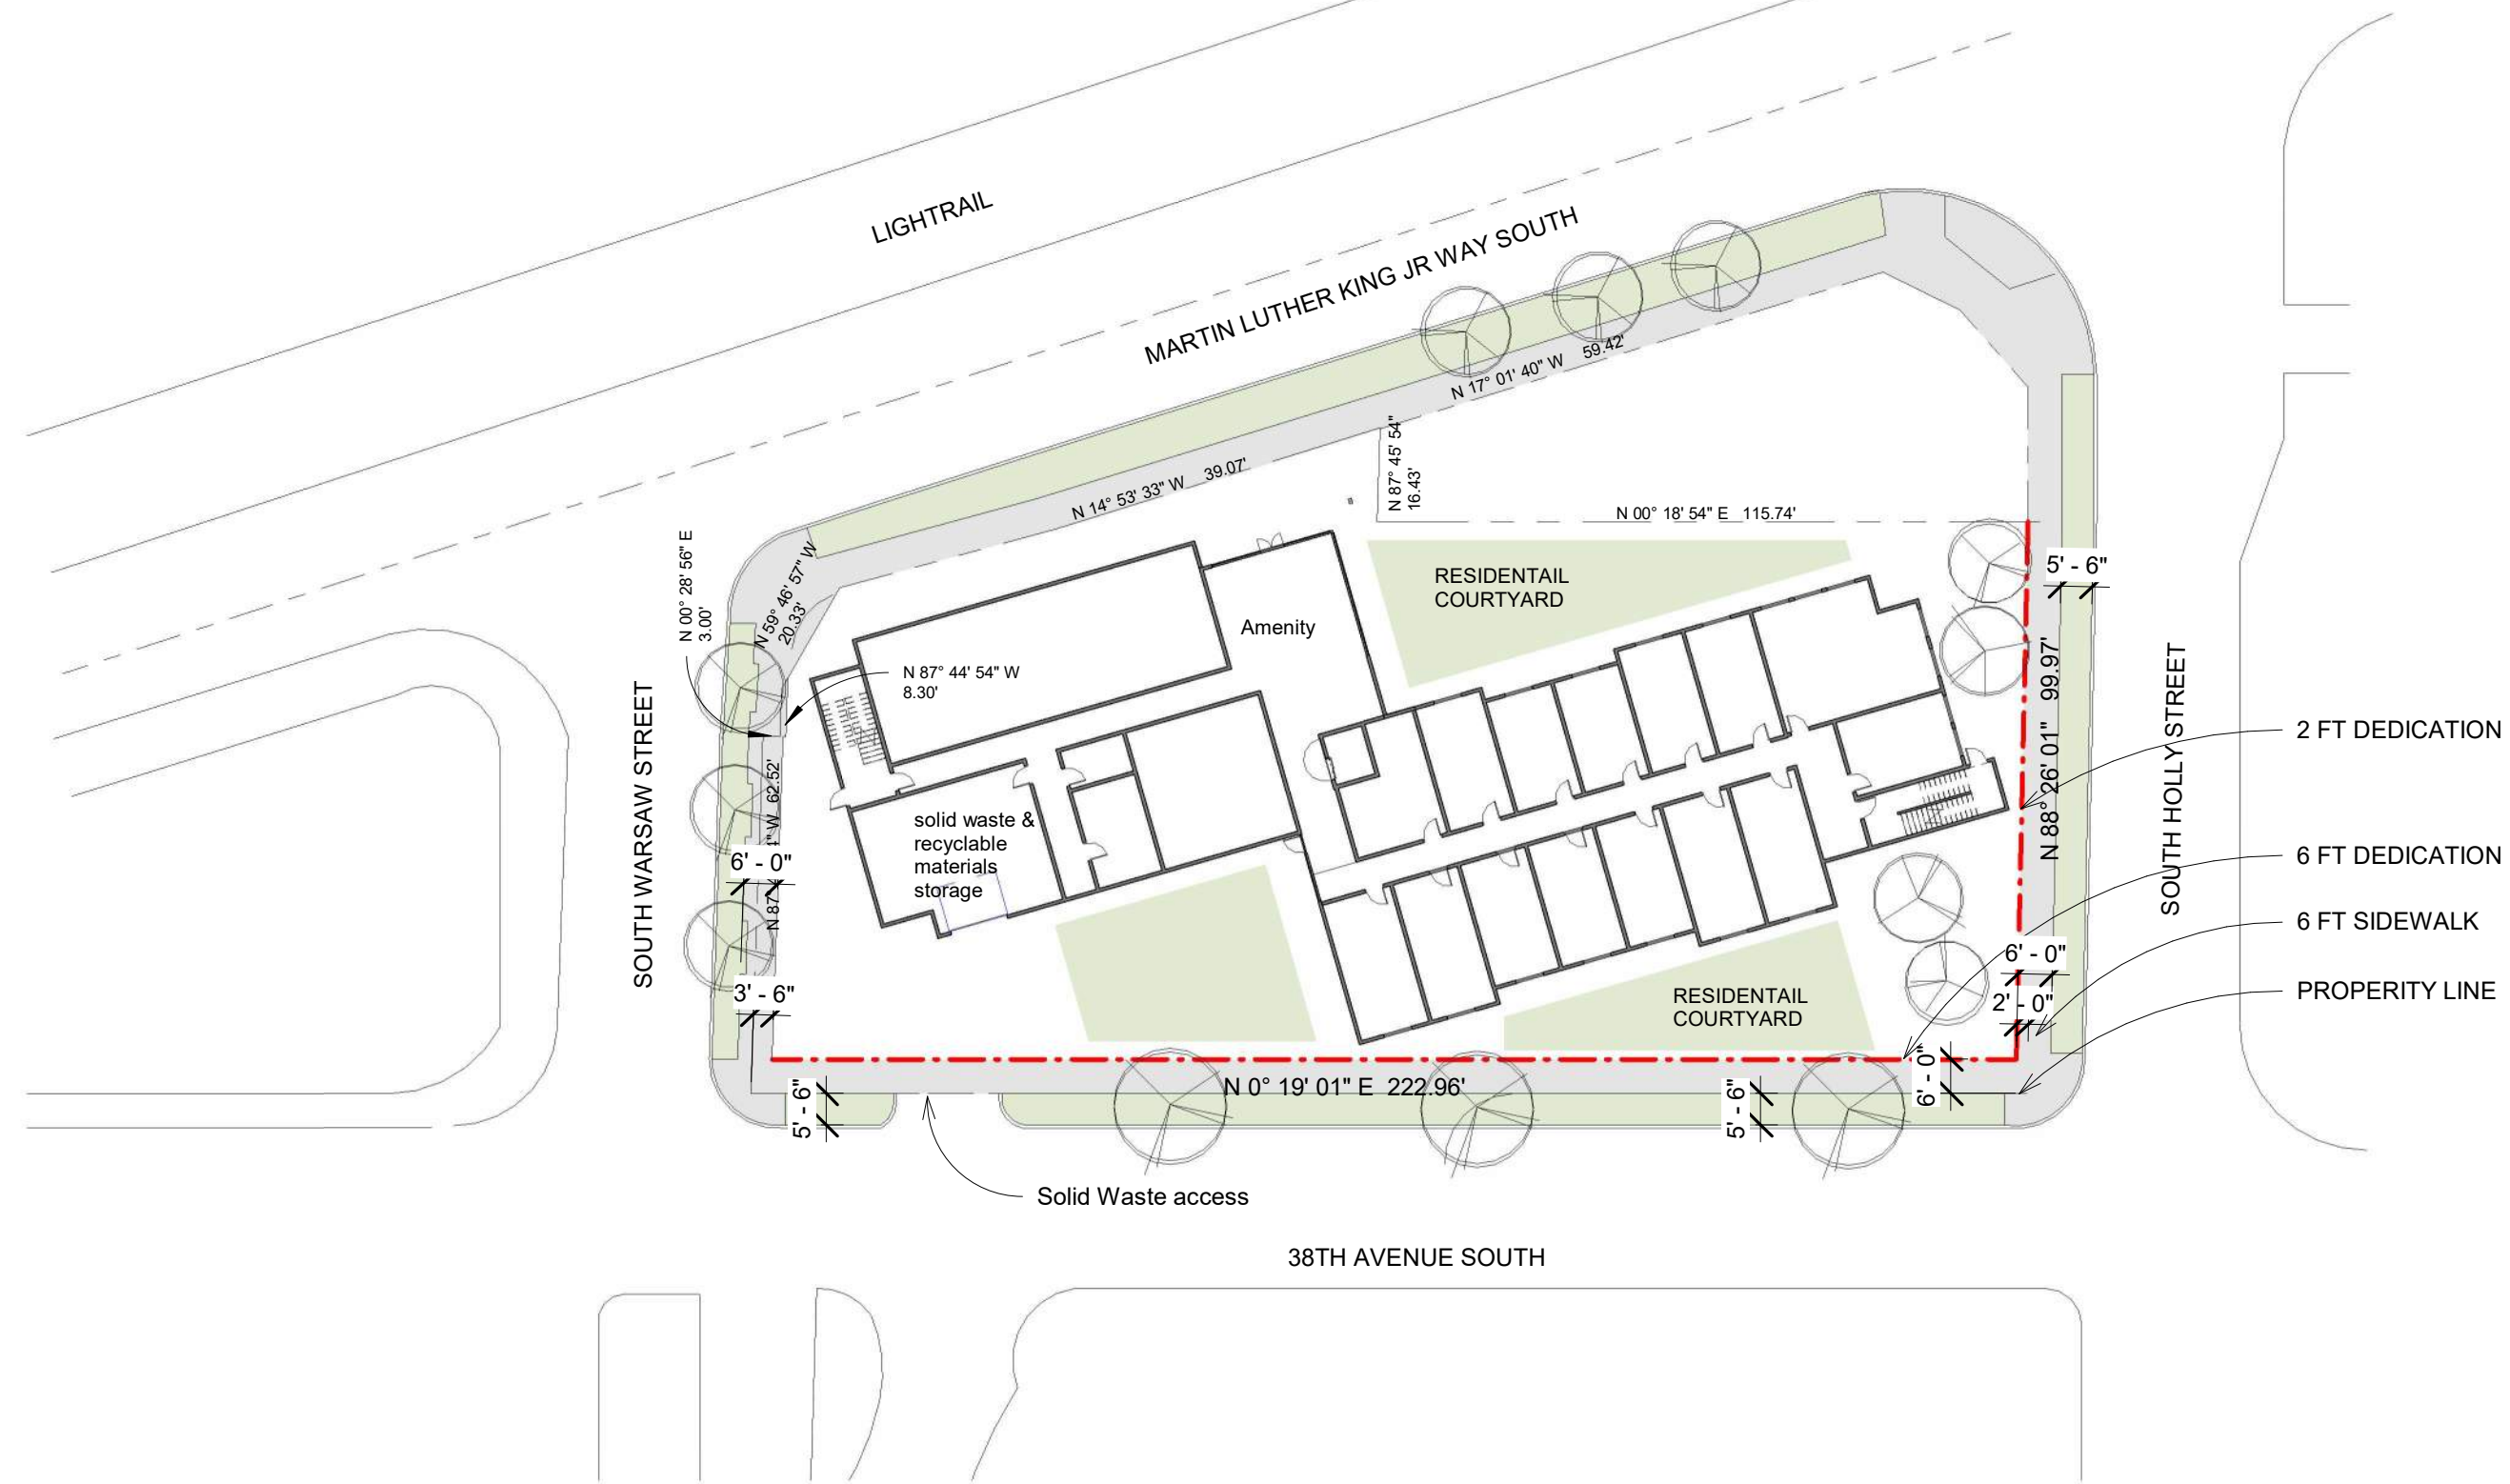 LIGHTRAIL
MARTIN LUTHER KING JR WAY SOUTH
N 17° 01' 40" W 59.42'
N 87° 45' 54"
16.43'
N 14° 53' 33" W 39.07'
N 00° 18' 54" E 115.74'
N 00° 28' 56" E
3.00'
N 59° 46' 57" W
20.33'
RESIDENTAIL
COURTYARD
5' - 6"
Amenity
N 87° 44' 54" W
8.30'
SOUTH WARSAW STREET
N 88° 26' 01" 99.97'
SOUTH HOLLY STREET
2 FT DEDICATION
N 87° 1" W 62.52'
solid waste &
recyclable
materials
storage
6' - 0"
6 FT DEDICATION
6 FT SIDEWALK
6' - 0"
3' - 6"
RESIDENTAIL
COURTYARD
2' - 0"
PROPERITY LINE
N 0° 19' 01" E 222.96'
5' - 6"
5' - 6"
6' - 0"
Solid Waste access
38TH AVENUE SOUTH